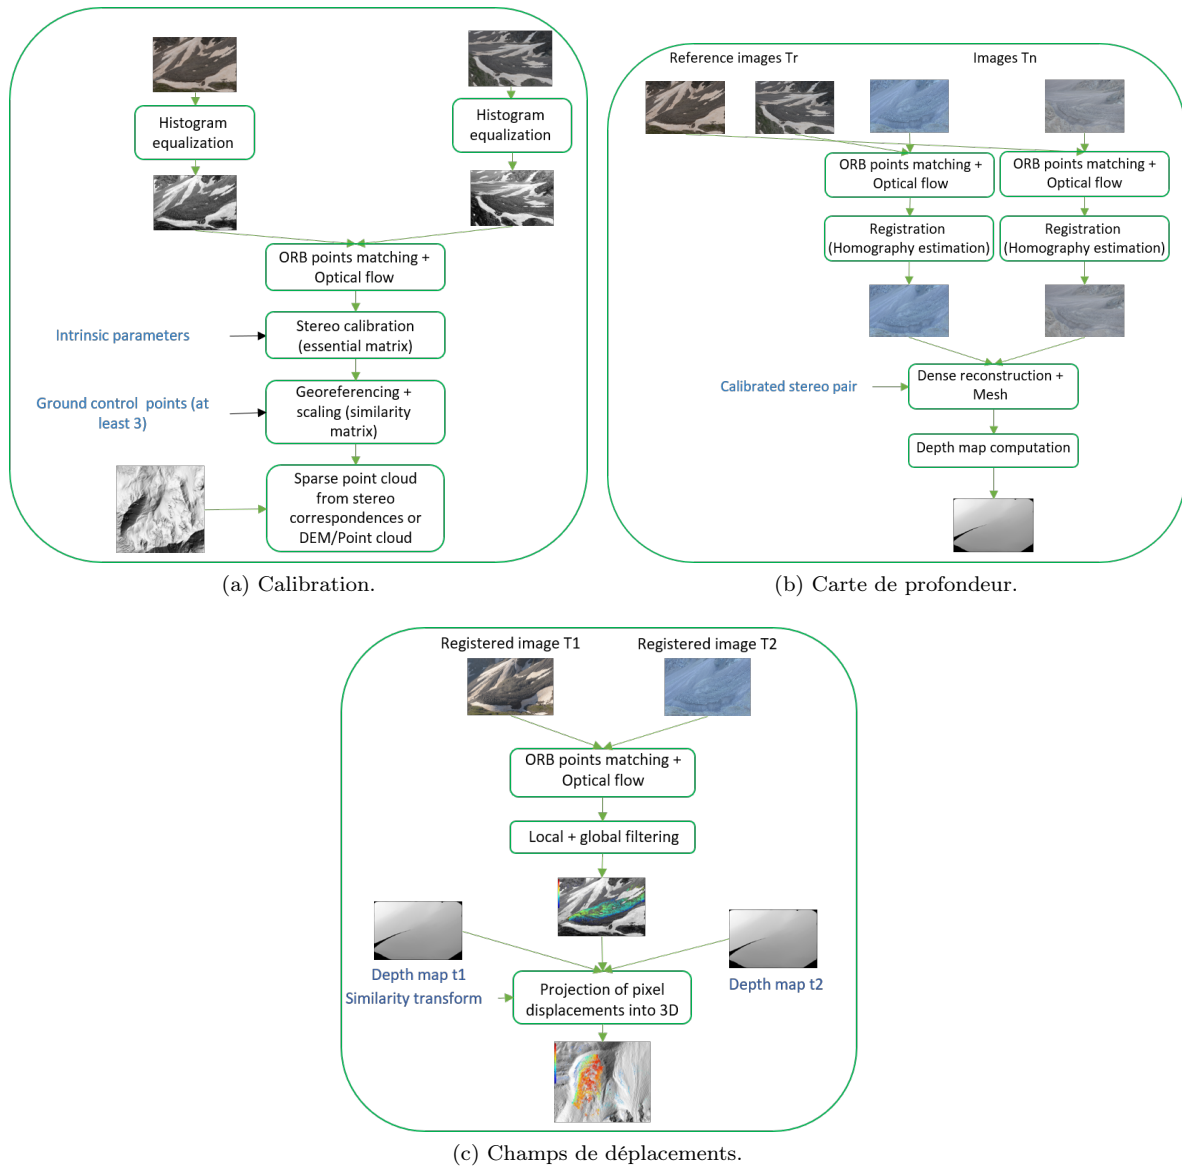 Histogram
equalization
Histogram
equalization
ORB points matching +
Optical flow
Intrinsic parameters
Stereo calibration
(essential matrix)
Ground control points (at
least 3)
Georeferencing +
scaling (similarity
matrix)
Sparse point cloud
from stereo
correspondences or
DEM/Point cloud
(a) Calibration.
Reference images Tr
Images Tn
ORB points matching +
Optical flow
ORB points matching +
Optical flow
Registration
(Homography estimation)
Registration
(Homography estimation)
Calibrated stereo pair
Dense reconstruction +
Mesh
Depth map computation
(b) Carte de profondeur.
Registered image T1
Registered image T2
ORB points matching +
Optical flow
Local + global filtering
Depth map t1
Similarity transform
Depth map t2
Projection of pixel
displacements into 3D
(c) Champs de déplacements.